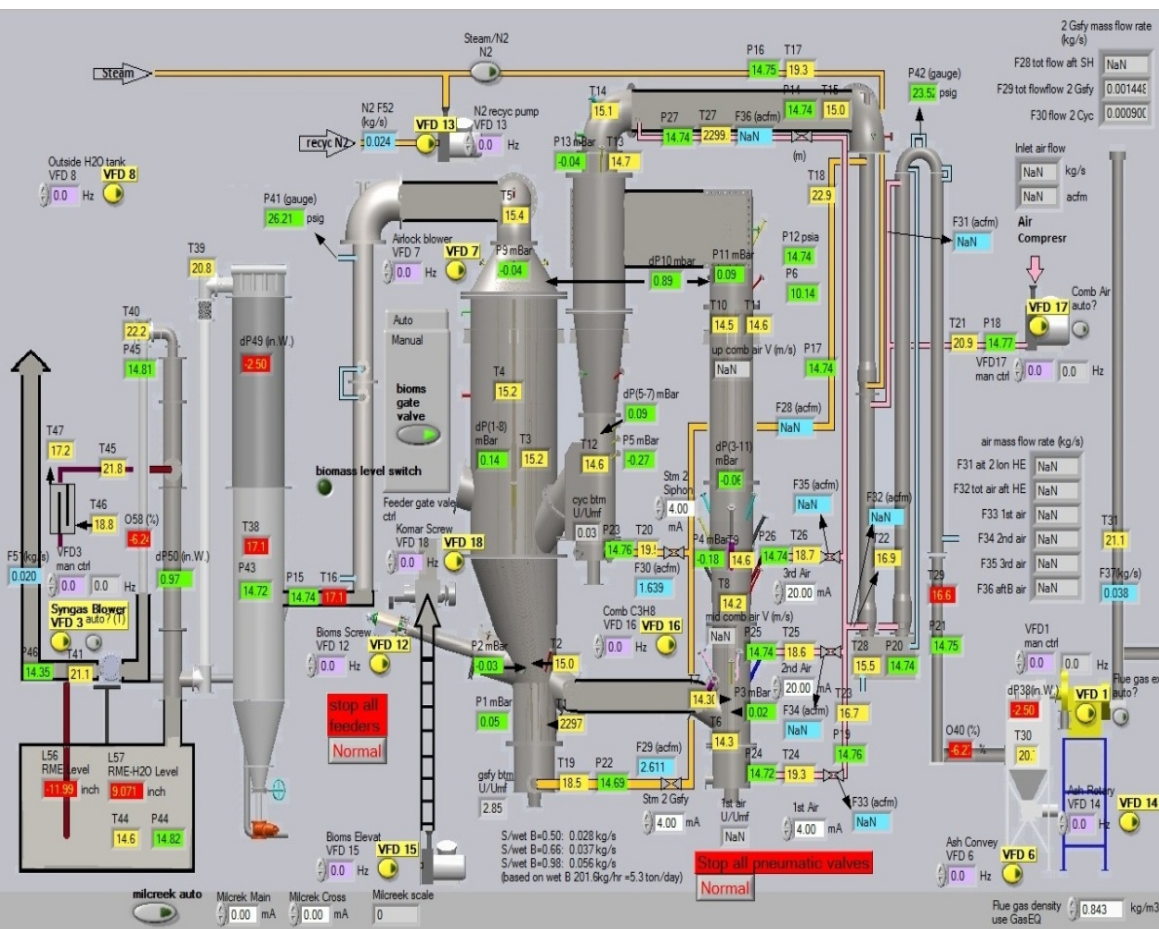 2 Gsfy mass flow rate
(kg/s)
F28 tot flow aft SH NaN
F29 tot flowflow 2 Gsfy 0.001448
F30 flow 2 Cyc 0.000900
Steam/N2
N2
Steam
P16 T17
14.75 19.3
P42 (gauge)
23.52 psig
N2 F52
(kg/s)
0.024
VFD 13
N2 recyc pump
VFD 13
0.0 Hz
recyc N2
T14
15.1
P14 T15
14.74 15.0
P27 T27 F36 (acfm)
14.74 2299. NaN
(m)
P13 mBar T13
-0.04 14.7
Outside H2O tank
VFD 8 VFD 8
0.0 Hz
Inlet air flow
NaN kg/s
NaN acfm
Air
Compresr
T18
22.9
P41 (gauge)
26.21 psig
T5
15.4
F31 (acfm)
NaN
T39
20.8
Airlock blower
VFD 7 VFD 7
0.0 Hz
P9 mBar
-0.04
dP10 mbar
0.89
P11 mBar
0.09
P12 psia
14.74
P6
10.14
Comb Air
auto?
VFD 17
T40
22.2
P45
14.81
dP49 (in.W.)
-2.50
Auto
Manual
T10 T11
14.5 14.6
T21 P18
20.9 14.77
VFD17
man ctrl 0.0 0.0 Hz
up comb air V (m/s)
NaN
P17
14.74
bioms
gate
valve
T4
15.2
dP(5-7) mBar
0.09
F28 (acfm)
NaN
T47
17.2
T45
21.8
dP(1-8)
mBar
0.14
T3
15.2
T12
14.6
P5 mBar
-0.27
dP(3-11)
mBar
-0.06
air mass flow rate (kg/s)
F31 ait 2 lon HE NaN
F32 tot air aft HE NaN
F33 1st air NaN
F34 2nd air NaN
F35 3rd air NaN
F36 aftB air NaN
biomass level switch
T46
18.8
O58 (%)
-6.24
Stm 2
Siphon
4.00
mA
F35 (acfm)
NaN
F32 (acfm)
NaN
Feeder gate valve
ctrl
cyc btm
U/Umf
0.03
T31
21.1
T38
17.1
P43
14.72
Komar Screw
VFD 18 VFD 18
0.0 Hz
P23 T20
14.76
P4 mBar T9
-0.18 14.6
P26 T26
14.74 18.7
T22
16.9
F51(kg/s)
0.020
VFD3
man ctrl
0.0 0.0 Hz
dP50 (in.W.)
0.97
P15 T16
14.74 17.1
F30 (acfm)
1.639
T8
14.2
3rd Air
20.00 mA
T29
16.6
F37(kg/s)
0.038
Syngas Blower
VFD 3 auto? (T)
Bioms Screw
VFD 12 VFD 12
0.0 Hz
Comb C3H8
VFD 16 VFD 16
0.0 Hz
mid comb air V (m/s)
NaN
P25 T25
14.74 18.6
P21
14.75
P46 T41
14.35 21.1
P2 mBar
-0.03
T2
15.0
2nd Air
20.00 mA
T28 P20
15.5 14.74
VFD1
man ctrl
0.0 0.0 Hz
stop all
feeders
Normal
P1 mBar
0.05
T1
2297
14.30
P3 mBar
0.02
F34 (acfm)
NaN
T23
16.7
dP38(in.W.)
-2.50
VFD 1
Flue gas ex
auto?
T6
14.3
P19
14.76
O40 (%)
%
T30
L56
RME Level
-11.99 inch
L57
RME-H2O Level
9.071 inch
F29 (acfm)
2.611
P24 T24
14.72 19.3
T19 P22
18.5 14.69
gsfy btm
U/Umf
2.85
Stm 2 Gsfy
4.00 mA
1st air
U/Umf
NaN
1st Air
4.00 mA
F33 (acfm)
NaN
Ash Rotary
VFD 14 VFD 14
0.0 Hz
T44 P44
14.6 14.82
Bioms Elevat
VFD 15 VFD 15
0.0 Hz
S/wet B=0.50: 0.028 kg/s
S/wet B=0.66: 0.037 kg/s
S/wet B=0.98: 0.056 kg/s
(based on wet B 201.6kg/hr =5.3 ton/day)
Stop all pneumatic valves
Normal
Ash Convey
VFD 6 VFD 6
0.0 Hz
milcreek auto
Milcrek Main
0.00 mA
Milcrek Cross
0.00 mA
Milcreek scale
0
Flue gas density
use GasEQ
0.843 kg/m3